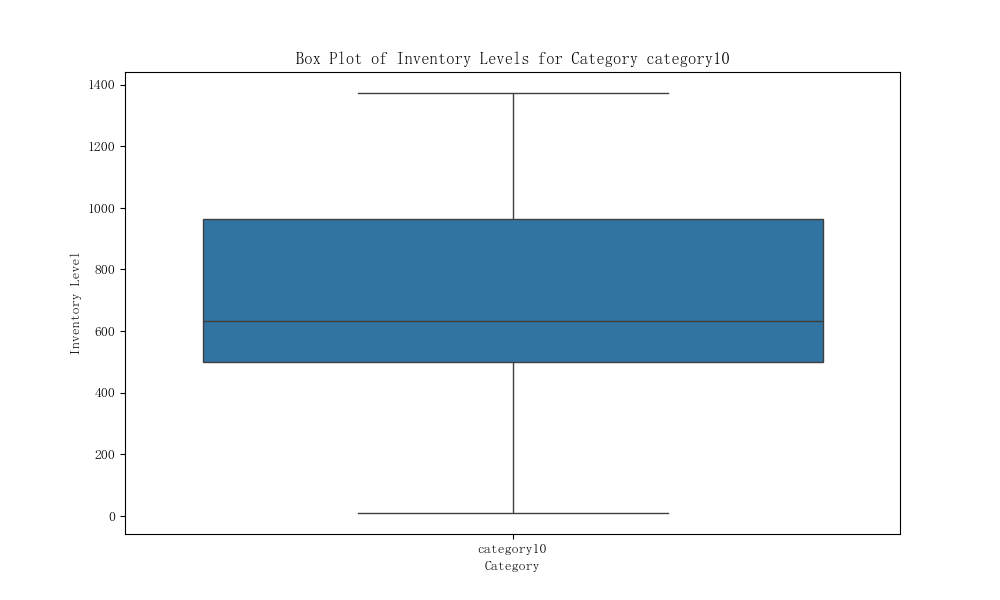 Box Plot of Inventory Levels for Category category10
1400
1200
1000
800
600
400
200
0
Inventory Level
category10
Category